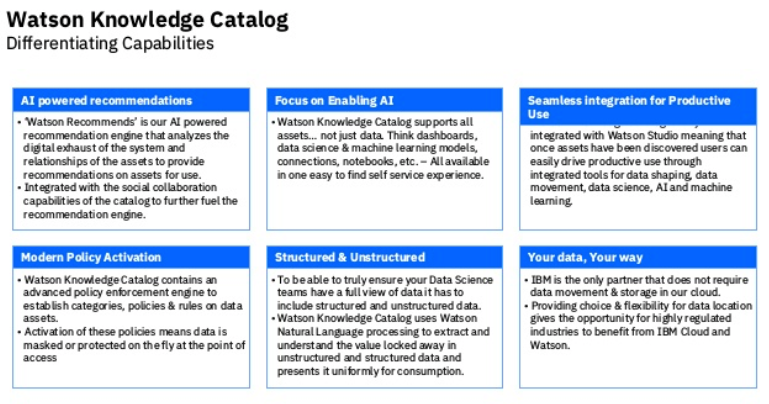 Watson Knowledge Catalog
Differentiating Capabilities
AI powered recommendations
• 'Watson Recommends' is our AI powered
recommendation engine that analyzes the
digital exhaust of the system and
relationships of the assets to provide
recommendations on assets for use.
• Integrated with the social collaboration
capabilities of the catalog to further fuel the
recommendation engine.
Focus on Enabling AI
• Watson Knowledge Catalog supports all
assets... not just data. Think dashboards,
data science & machine learning models,
connections, notebooks, etc. – All available
in one easy to find self service experience.
Seamless integration for Productive
Use
integrated with Watson Studio meaning that
once assets have been discovered users can
easily drive productive use through
integrated tools for data shaping, data
movement, data science, AI and machine
learning.
Modern Policy Activation
• Watson Knowledge Catalog contains an
advanced policy enforcement engine to
establish categories, policies & rules on data
assets.
• Activation of these policies means data is
masked or protected on the fly at the point of
access
Structured & Unstructured
• To be able to truly ensure your Data Science
teams have a full view of data it has to
include structured and unstructured data.
• Watson Knowledge Catalog uses Watson
Natural Language processing to extract and
understand the value locked away in
unstructured and structured data and
presents it uniformly for consumption.
Your data, Your way
• IBM is the only partner that does not require
data movement & storage in our cloud.
• Providing choice & flexibility for data location
gives the opportunity for highly regulated
industries to benefit from IBM Cloud and
Watson.